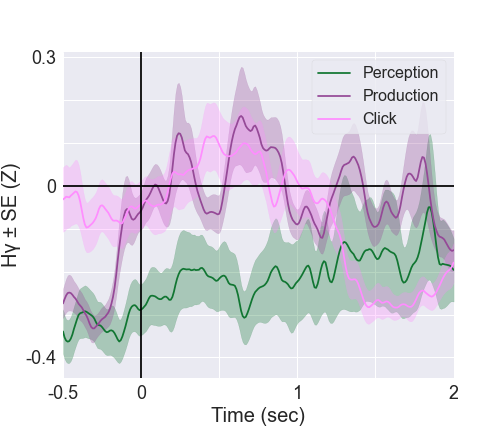 Hγ ± SE (Z)
0.3
0
-0.4
Perception
Production
Click
-0.5
0
1
2
Time (sec)